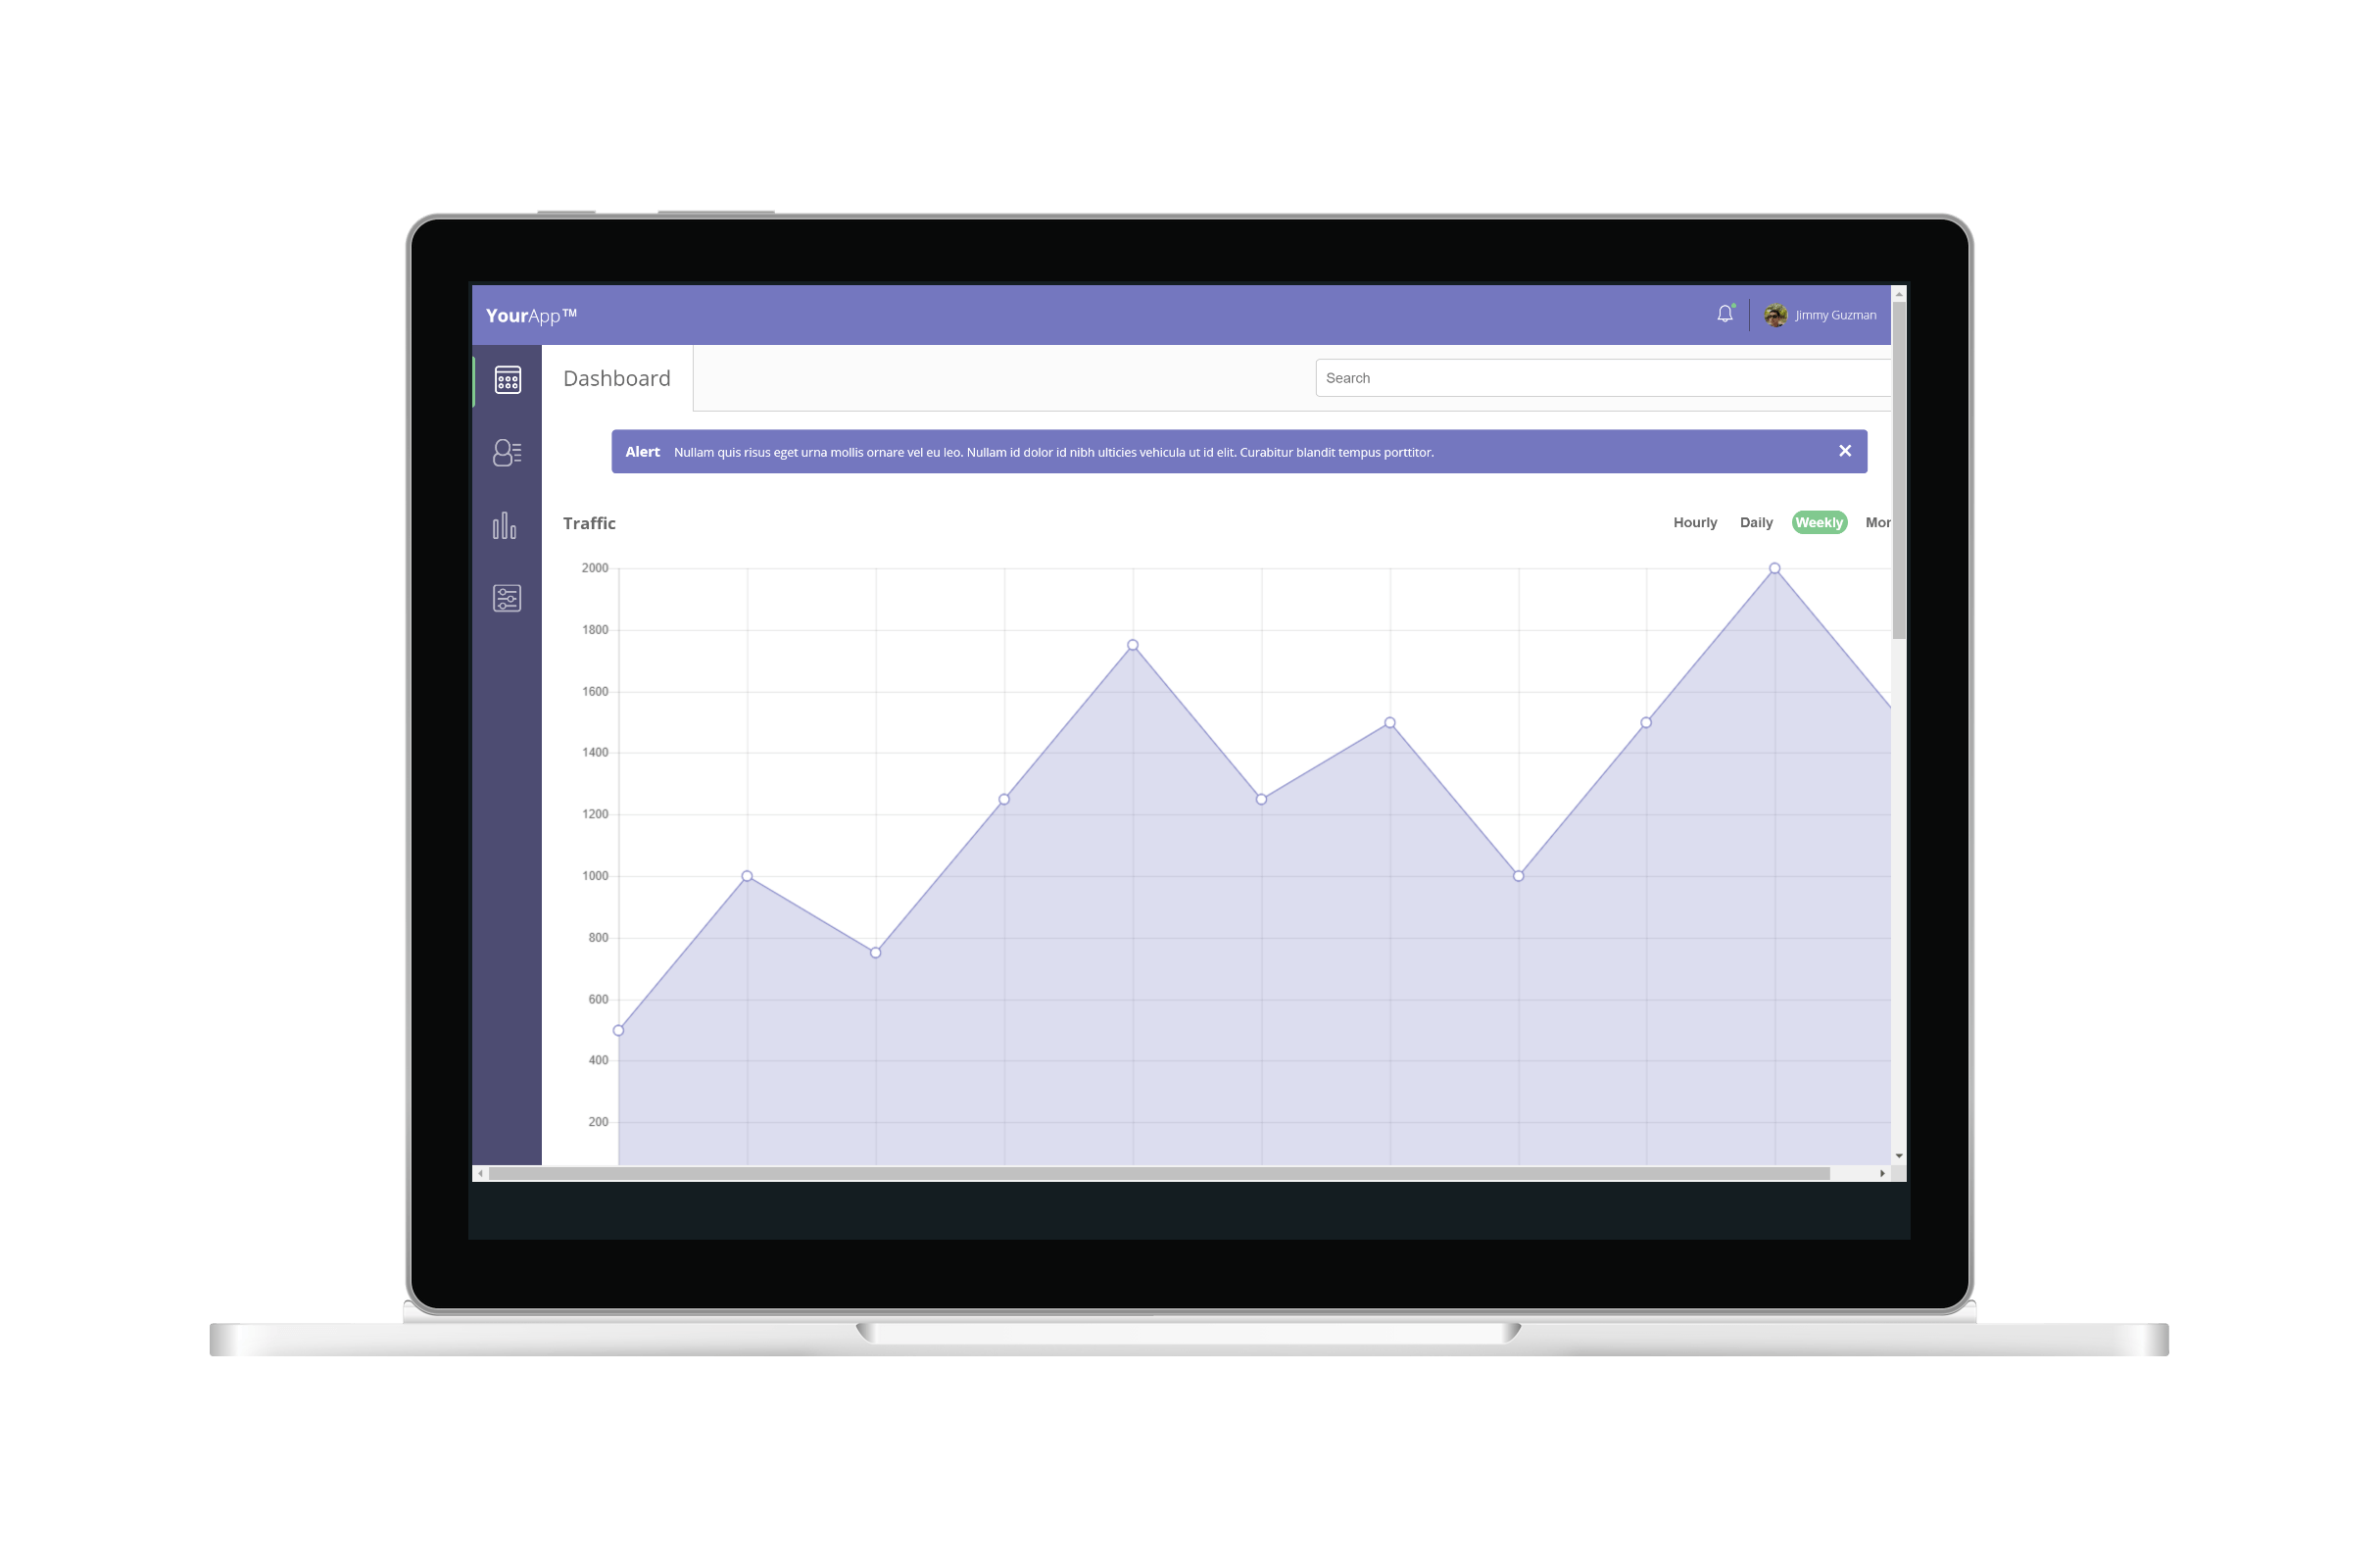 YourApp™
Jimmy Guzman
Dashboard
Search
Alert Nullam quis risus eget urna mollis ornare vel eu leo. Nullam id dolor id nibh ulticies vehicula ut id elit. Curabitur blandit tempus porttitor.
Traffic
Hourly Daily Weekly Mor
2000
1800
1600
1400
1200
1000
800
600
400
200